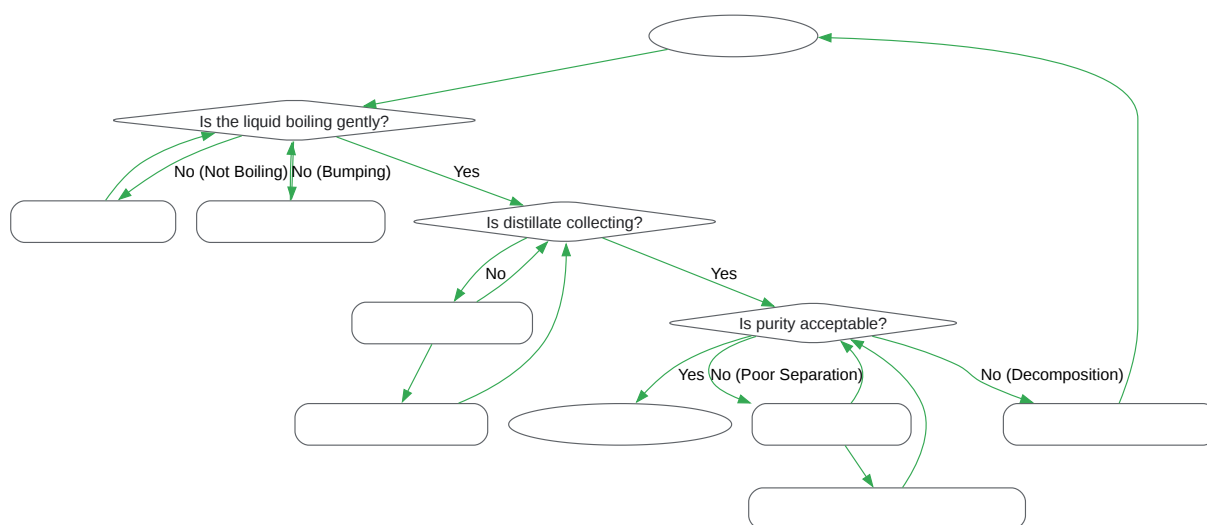 Is the liquid boiling gently?
No (Not Boiling)
No (Bumping)
Yes
Is distillate collecting?
No
Yes
Is purity acceptable?
Yes
No (Poor Separation)
No (Decomposition)